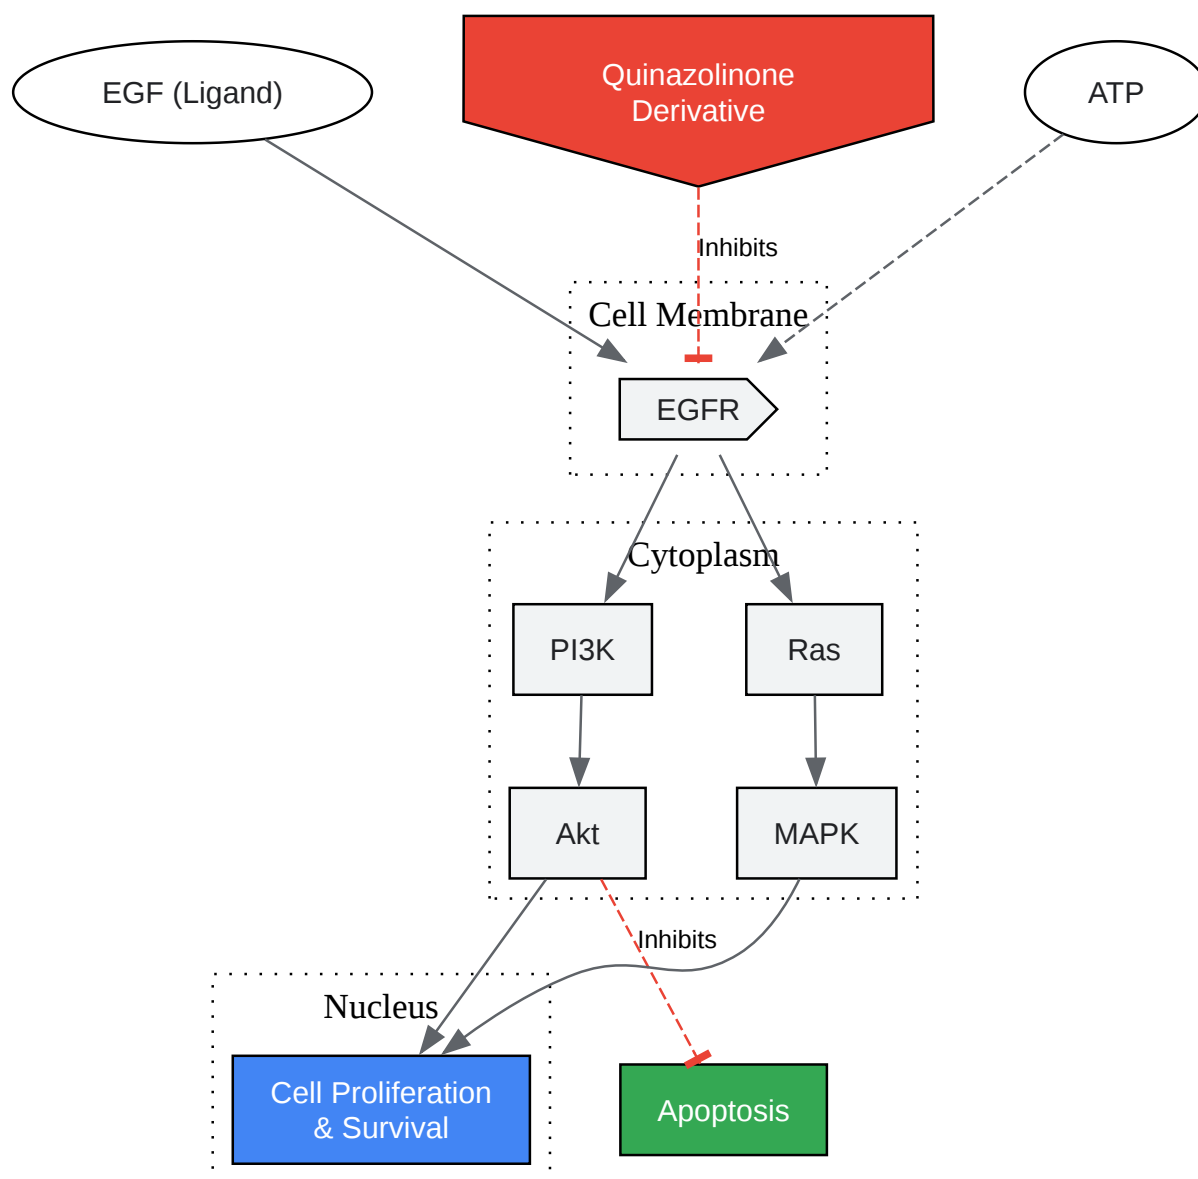 EGF (Ligand)
Quinazolinone
Derivative
ATP
Inhibits
Cell Membrane
EGFR
Cytoplasm
PI3K
Ras
Akt
MAPK
Inhibits
Nucleus
Cell Proliferation
& Survival
Apoptosis